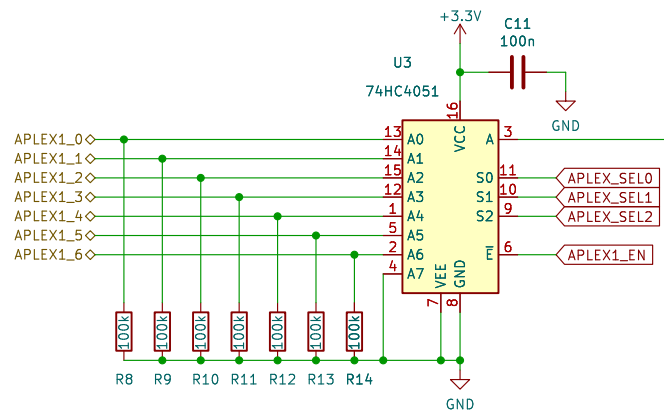 +3.3V
C11
100n
U3
74HC4051
GND
16
VCC
APLEX1_0 13 A0 A 3
APLEX1_1 14 A1
APLEX1_2 15 A2 S0 11 APLEX_SEL0
APLEX1_3 12 A3 S1 10 APLEX_SEL1
APLEX1_4 1 A4 S2 9 APLEX_SEL2
APLEX1_5 5 A5
APLEX1_6 2 A6 E 6 APLEX1_EN
4 A7
VEE GND
7 8
100k 100k 100k 100k 100k 100k 100k
R8 R9 R10 R11 R12 R13 R14
GND